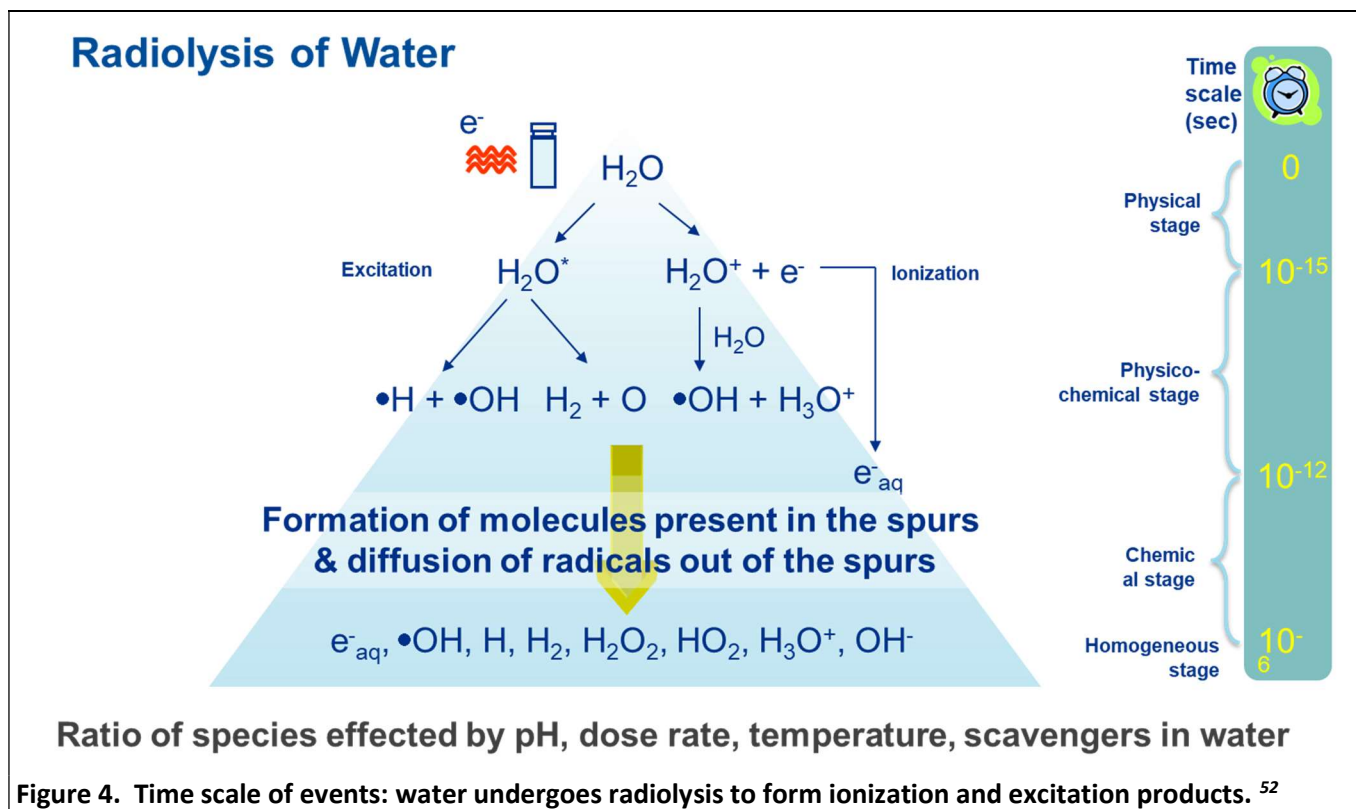 Radiolysis of Water
Time
scale
(sec)
e⁻
H₂O
0
Physical
stage
Excitation
H₂O*
H₂O⁺ + e⁻
Ionization
10⁻¹⁵
H₂O
Physico-
chemical stage
•H + •OH H₂ + O •OH + H₃O⁺
e⁻aq
10⁻¹²
Formation of molecules present in the spurs
& diffusion of radicals out of the spurs
Chemic
al stage
e⁻aq, •OH, H, H₂, H₂O₂, HO₂, H₃O⁺, OH⁻
Homogeneous
stage
10⁻
⁶
Ratio of species effected by pH, dose rate, temperature, scavengers in water
Figure 4. Time scale of events: water undergoes radiolysis to form ionization and excitation products. ⁵²